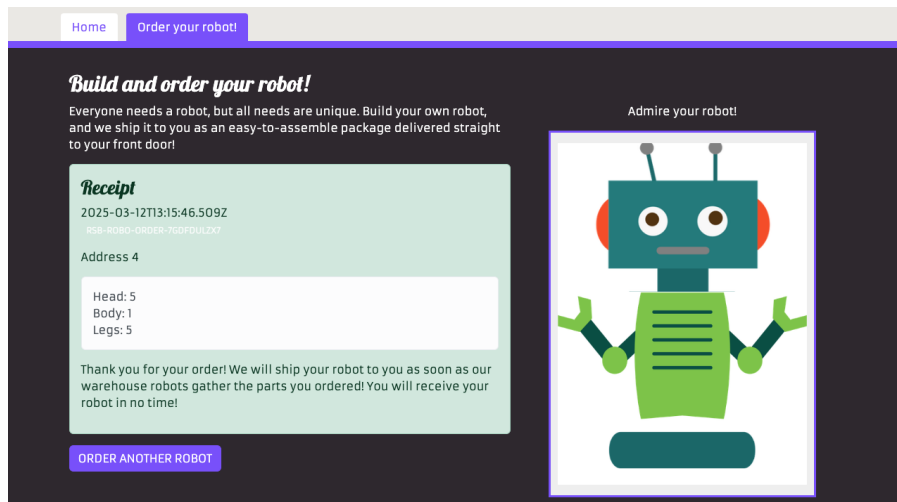 Home
Order your robot!
Build and order your robot!
Everyone needs a robot, but all needs are unique. Build your own robot,
and we ship it to you as an easy-to-assemble package delivered straight
to your front door!
Admire your robot!
Receipt
2025-03-12T13:15:46.509Z
RSB-ROBO-ORDER-7GDFDULZX7
Address 4
Head: 5
Body: 1
Legs: 5
Thank you for your order! We will ship your robot to you as soon as our
warehouse robots gather the parts you ordered! You will receive your
robot in no time!
ORDER ANOTHER ROBOT